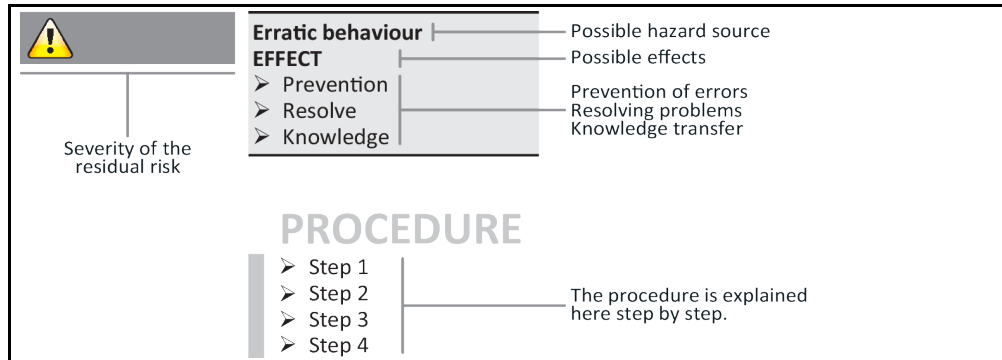 Erratic behaviour
Possible hazard source
EFFECT
Possible effects
➢ Prevention
➢ Resolve
➢ Knowledge
Prevention of errors
Resolving problems
Knowledge transfer
Severity of the
residual risk
PROCEDURE
➢ Step 1
➢ Step 2
➢ Step 3
➢ Step 4
The procedure is explained
here step by step.